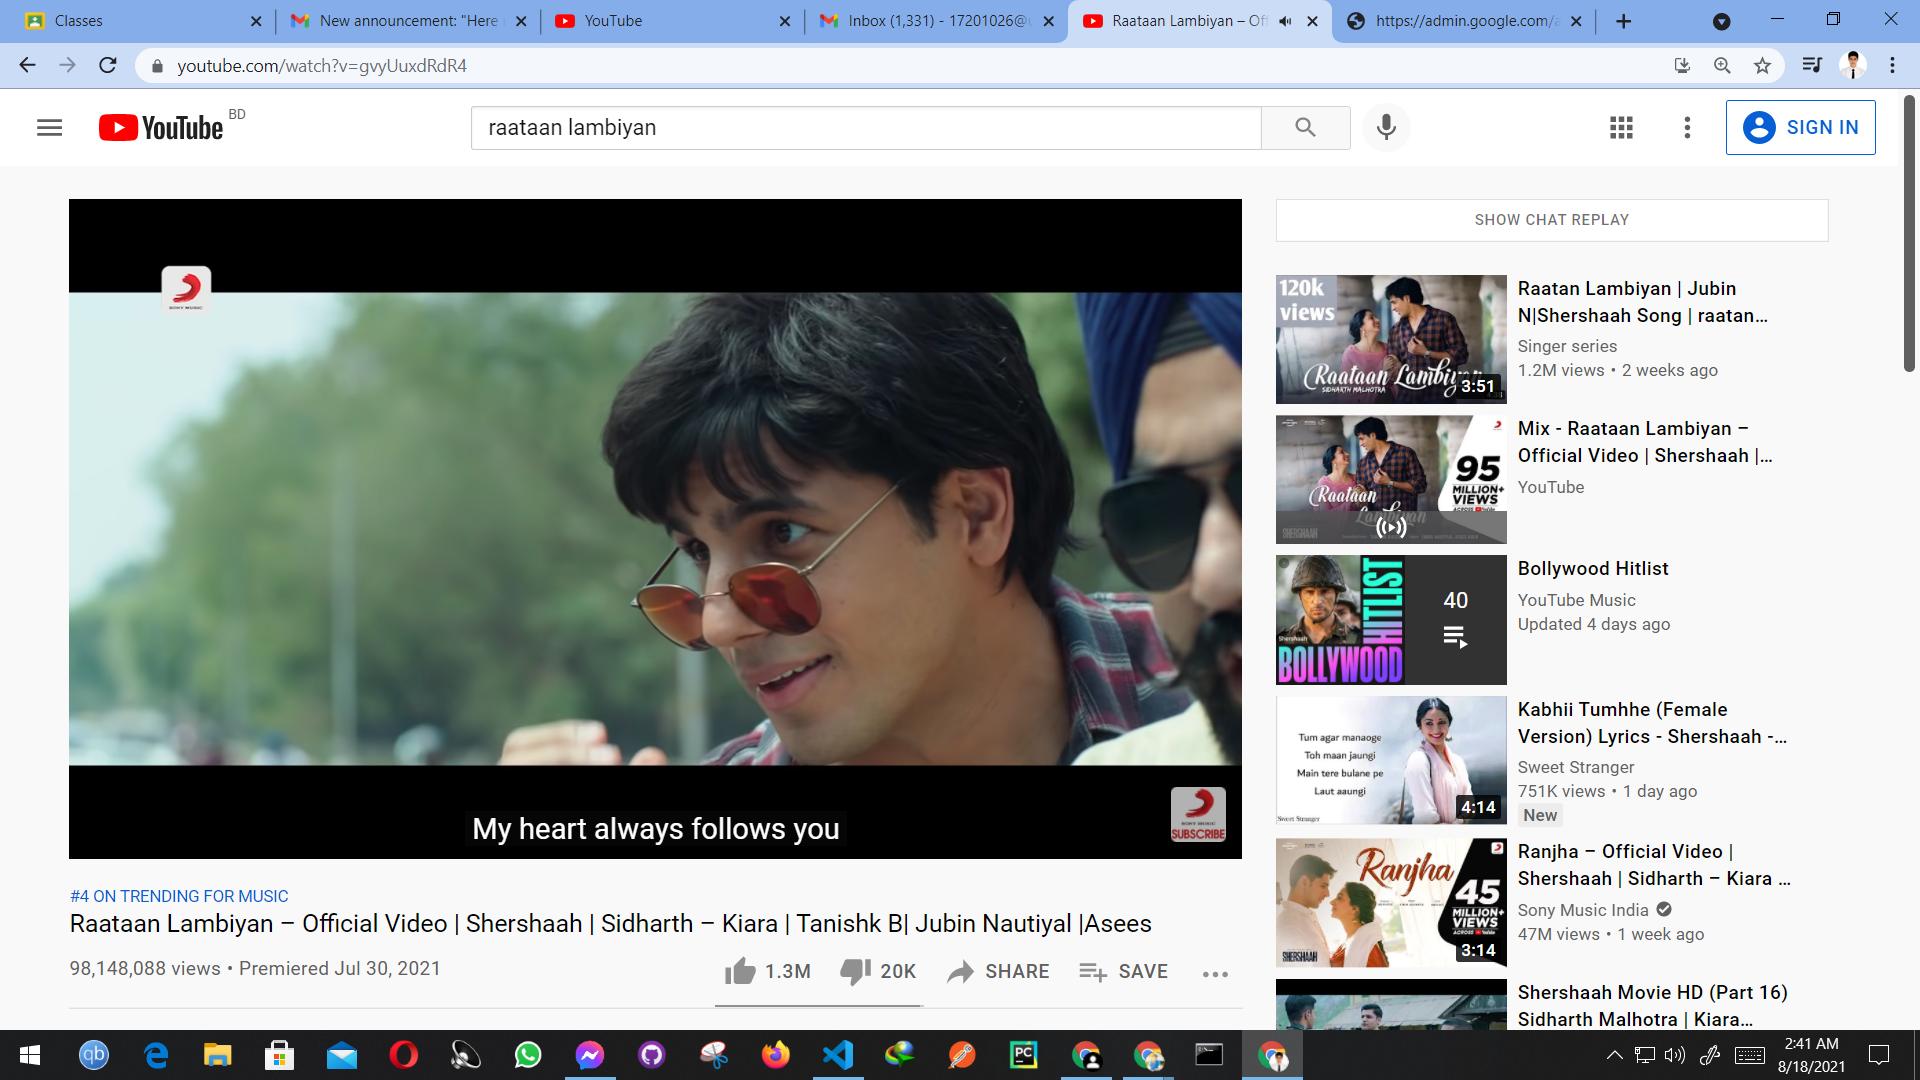 Classes
New announcement: "Here
YouTube
Inbox (1,331) - 17201026@
Raataan Lambiyan – Of
https://admin.google.com/
youtube.com/watch?v=gvyUuxdRdR4
YouTube BD
raataan lambiyan
SIGN IN
SONY MUSIC
My heart always follows you
SONY MUSIC
SUBSCRIBE
#4 ON TRENDING FOR MUSIC
Raataan Lambiyan – Official Video | Shershaah | Sidharth – Kiara | Tanishk B| Jubin Nautiyal |Asees
98,148,088 views • Premiered Jul 30, 2021
1.3M
20K
SHARE
SAVE
SHOW CHAT REPLAY
120k
views
Raataan Lambiyan
SIDHARTH MALHOTRA
3:51
Raatan Lambiyan | Jubin
N|Shershaah Song | raatan...
Singer series
1.2M views • 2 weeks ago
Raataan
Lambiyan
95
MILLION+
VIEWS
SHERSHAAH
Mix - Raataan Lambiyan –
Official Video | Shershaah |...
YouTube
Shershaah
HITLIST
BOLLYWOOD
40
Bollywood Hitlist
YouTube Music
Updated 4 days ago
Tum agar manaoge
Toh maan jaungi
Main tere bulane pe
Laut aaungi
Sweet Stranger
4:14
Kabhii Tumhhe (Female
Version) Lyrics - Shershaah -...
Sweet Stranger
751K views • 1 day ago
New
Ranjha
45
MILLION+
VIEWS
SHERSHAAH
3:14
Ranjha – Official Video |
Shershaah | Sidharth – Kiara ...
Sony Music India
47M views • 1 week ago
Shershaah Movie HD (Part 16)
Sidharth Malhotra | Kiara...
qb
PC
2:41 AM
8/18/2021